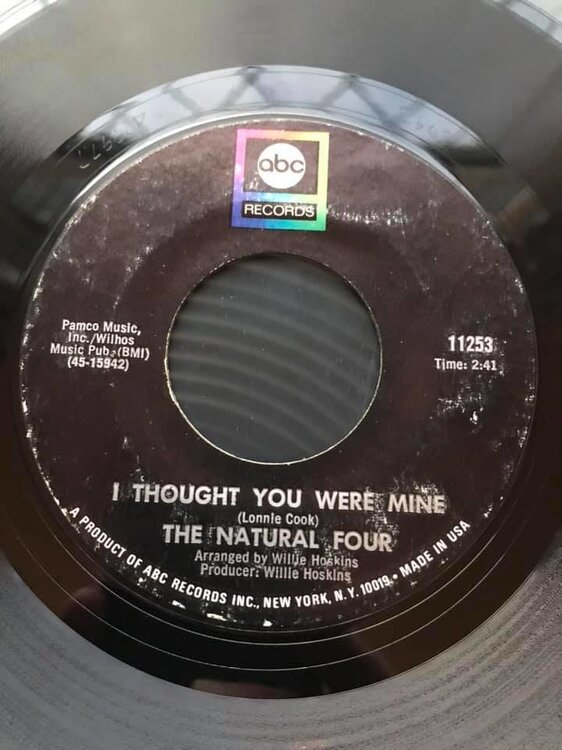 abc
RECORDS
Pamco Music,
Inc./Wilhos
Music Pub. (BMI)
(45-15942)
11253
Time: 2:41
I THOUGHT YOU WERE MINE
(Lonnie Cook)
THE NATURAL FOUR
Arranged by Willie Hoskins
Producer: Willie Hoskins
A PRODUCT OF ABC RECORDS INC., NEW YORK, N.Y. 10019 • MADE IN USA